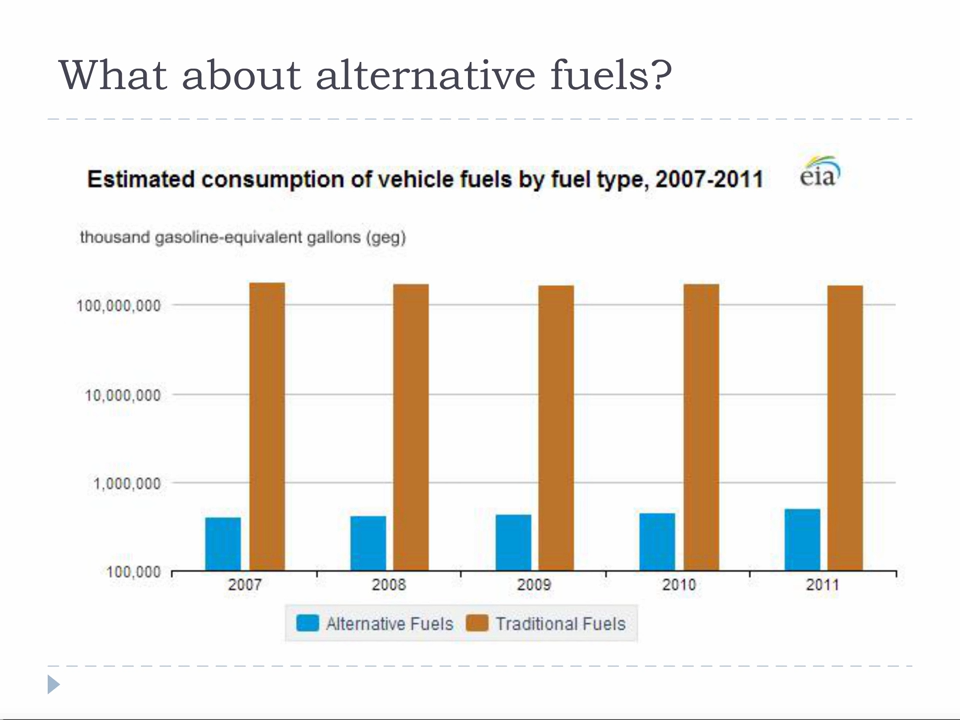 What about alternative fuels?
Estimated consumption of vehicle fuels by fuel type, 2007-2011
eia
thousand gasoline-equivalent gallons (geg)
100,000,000
10,000,000
1,000,000
100,000
2007 2008 2009 2010 2011
Alternative Fuels Traditional Fuels